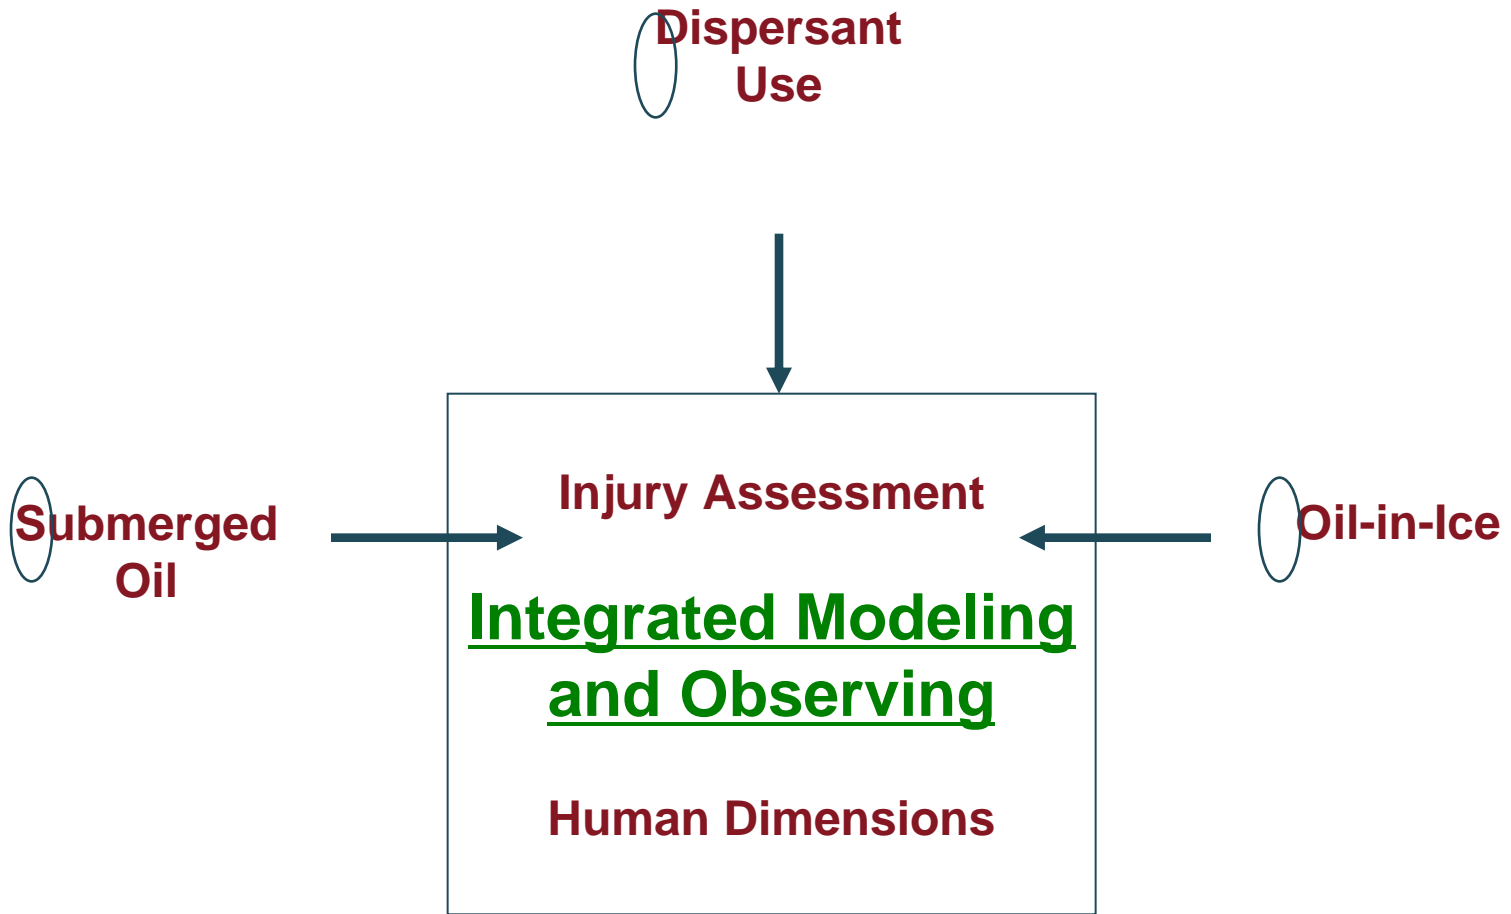 Dispersant
Use
Injury Assessment
Submerged
Oil
Oil-in-Ice
Integrated Modeling
and Observing
Human Dimensions